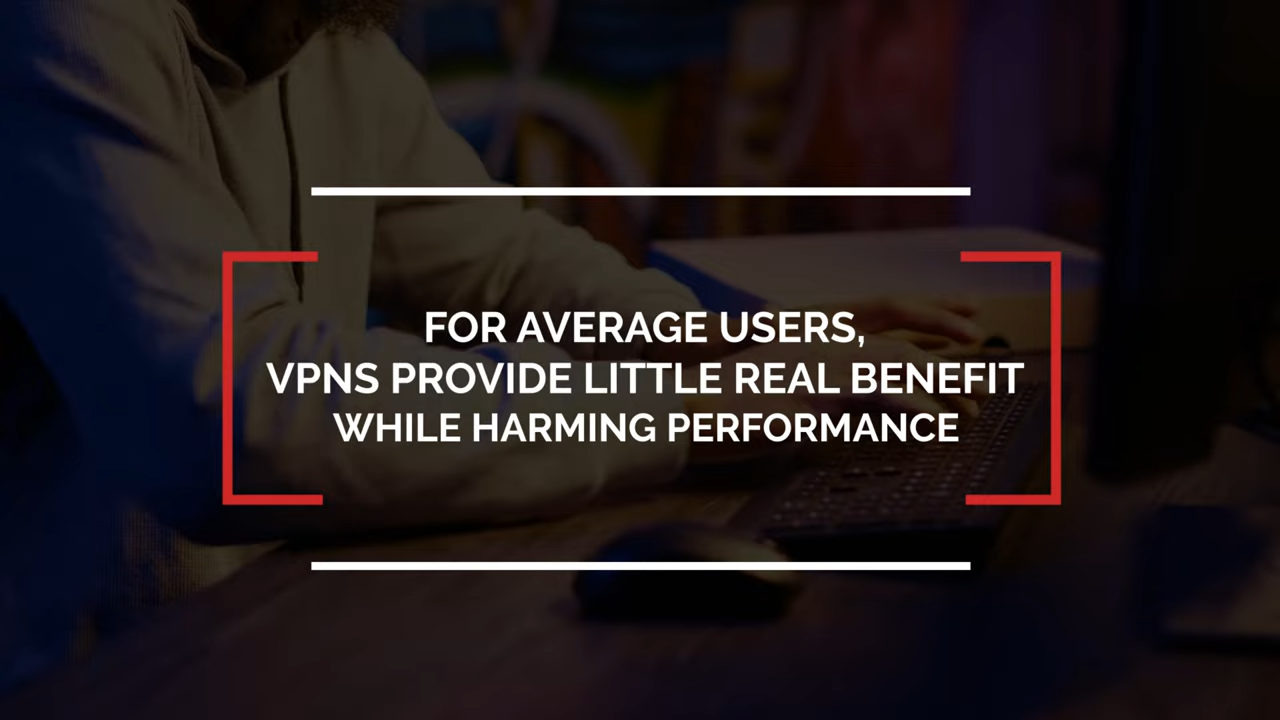 FOR AVERAGE USERS,
VPNS PROVIDE LITTLE REAL BENEFIT
WHILE HARMING PERFORMANCE